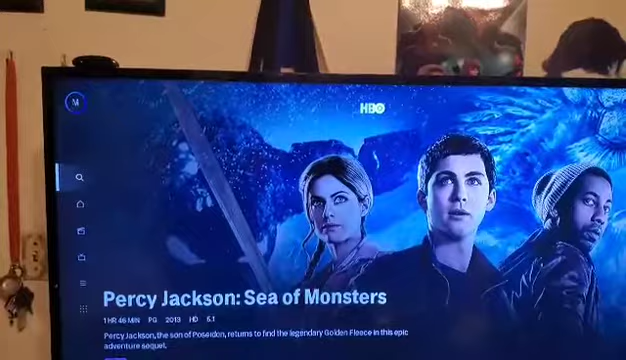 M
HBO
Percy Jackson: Sea of Monsters
1 HR 46 MIN PG 2013 HD 5.1
Percy Jackson, the son of Poseidon, returns to find the legendary Golden Fleece in this epic
adventure sequel.